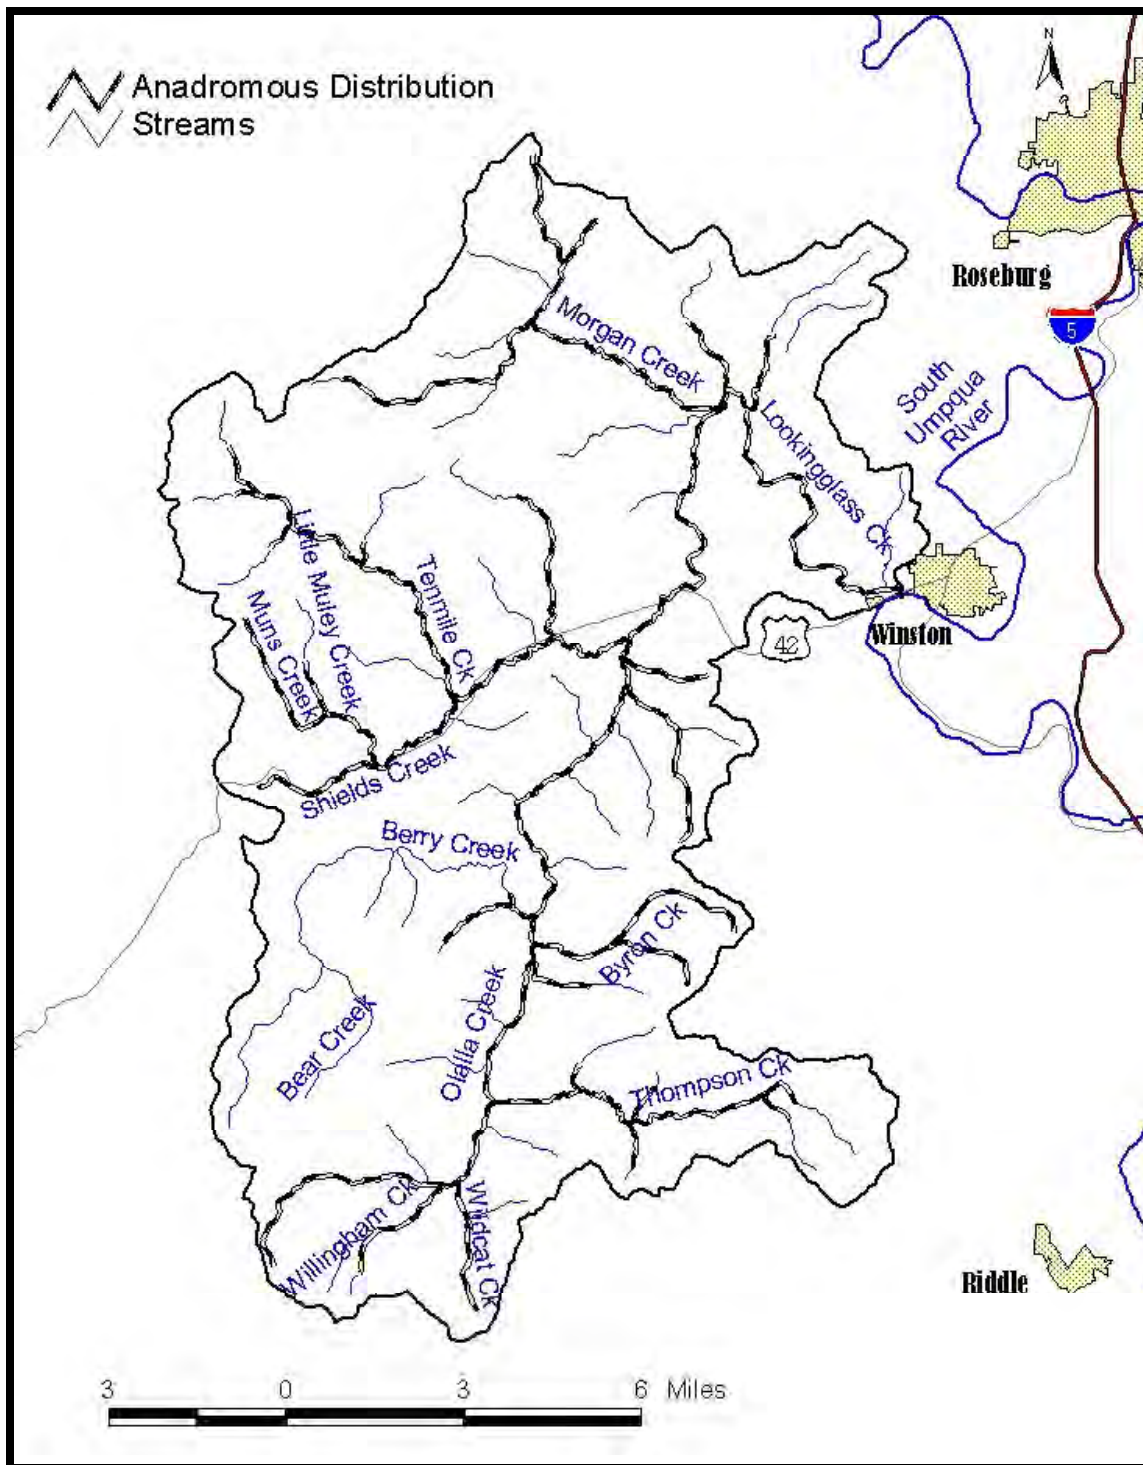 N
Anadromous Distribution
Streams
Roseburg
5
South
Umpqua
River
Morgan Creek
Lookingglass Ck
Little Muley Creek
Tenmile Ck
Muns Creek
Winston
42
Shields Creek
Berry Creek
Byron Ck
Olalla Creek
Bear Creek
Thompson Ck
Willingham Ck
Wildcat Ck
Riddle
3 0 3 6 Miles